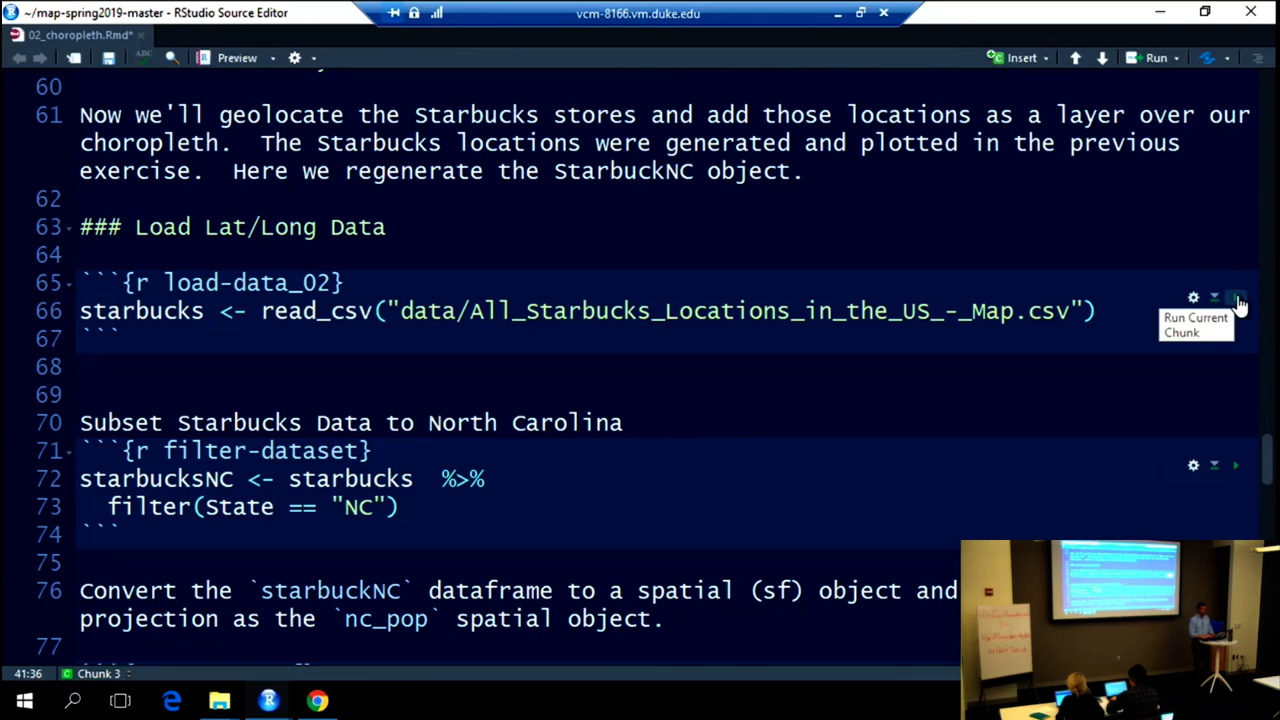 ~/map-spring2019-master - RStudio Source Editor
vcm-8166.vm.duke.edu
02_choropleth.Rmd*
ABC
Preview
Insert
Run
60
61 Now we'll geolocate the Starbucks stores and add those locations as a layer over our
choropleth. The Starbucks locations were generated and plotted in the previous
exercise. Here we regenerate the StarbuckNC object.
62
63 ### Load Lat/Long Data
64
65 ```{r load-data_02}
66 starbucks <- read_csv("data/All_Starbucks_Locations_in_the_US_-_Map.csv")
67 ```
Run Current
Chunk
68
69
70 Subset Starbucks Data to North Carolina
71 ```{r filter-dataset}
72 starbucksNC <- starbucks %>%
73 filter(State == "NC")
74 ```
75
76 Convert the `starbuckNC` dataframe to a spatial (sf) object and
projection as the `nc_pop` spatial object.
77
41:36 Chunk 3